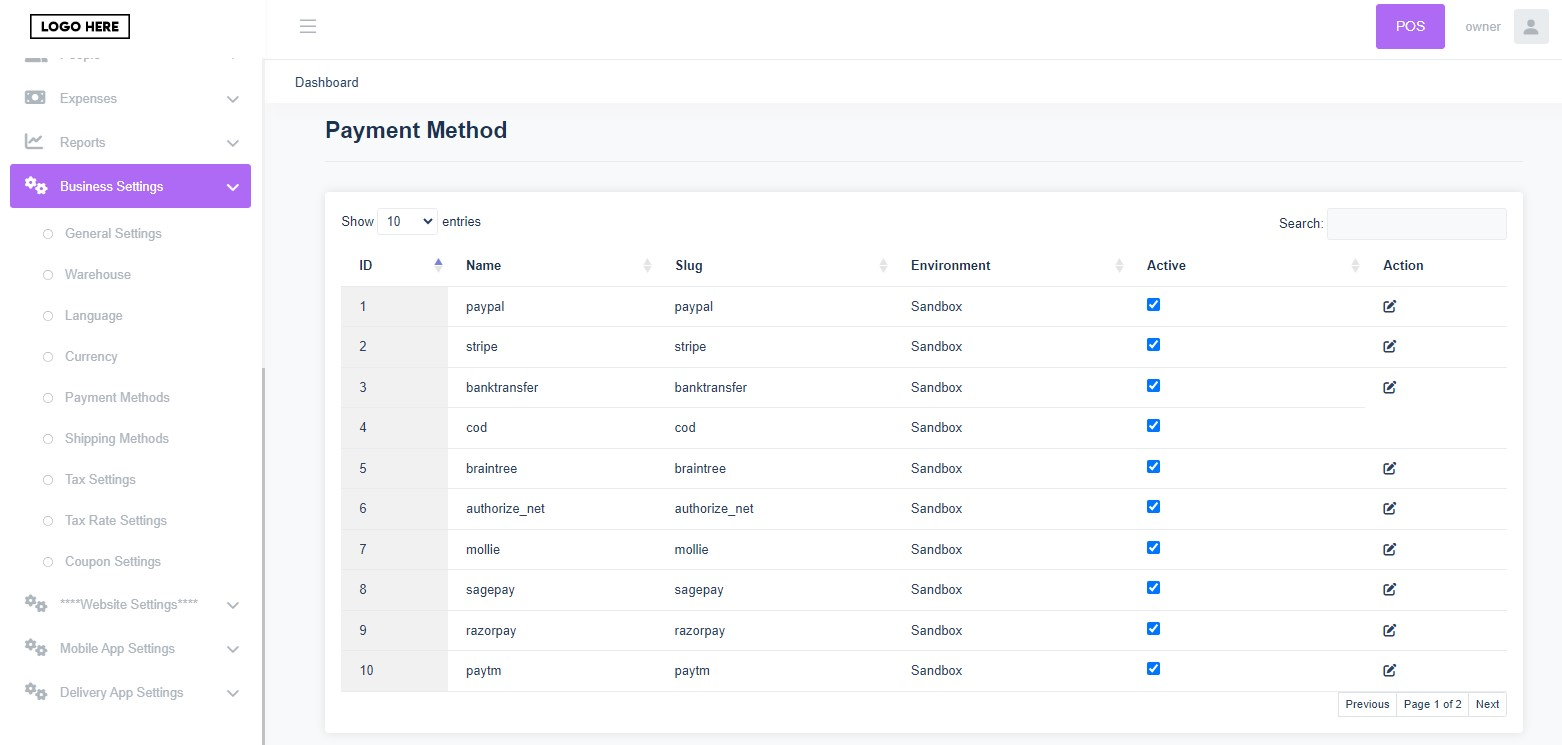 LOGO HERE
POS
owner
People
Expenses
Reports
Business Settings
General Settings
Warehouse
Language
Currency
Payment Methods
Shipping Methods
Tax Settings
Tax Rate Settings
Coupon Settings
****Website Settings****
Mobile App Settings
Delivery App Settings
Dashboard
Payment Method
Show 10 entries
Search:
ID Name Slug Environment Active Action
1 paypal paypal Sandbox
2 stripe stripe Sandbox
3 banktransfer banktransfer Sandbox
4 cod cod Sandbox
5 braintree braintree Sandbox
6 authorize_net authorize_net Sandbox
7 mollie mollie Sandbox
8 sagepay sagepay Sandbox
9 razorpay razorpay Sandbox
10 paytm paytm Sandbox
Previous Page 1 of 2 Next